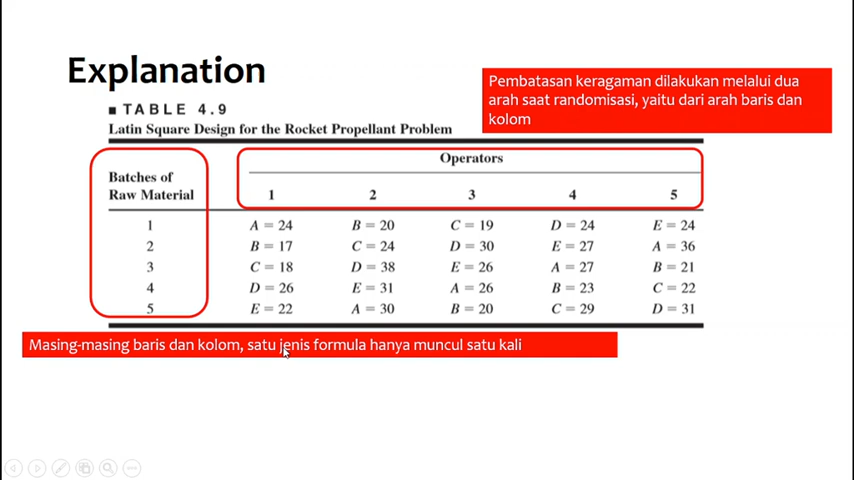 Explanation
Pembatasan keragaman dilakukan melalui dua
arah saat randomisasi, yaitu dari arah baris dan
kolom
■ TABLE 4.9
Latin Square Design for the Rocket Propellant Problem
Operators
Batches of
Raw Material 1 2 3 4 5
1 A = 24 B = 20 C = 19 D = 24 E = 24
2 B = 17 C = 24 D = 30 E = 27 A = 36
3 C = 18 D = 38 E = 26 A = 27 B = 21
4 D = 26 E = 31 A = 26 B = 23 C = 22
5 E = 22 A = 30 B = 20 C = 29 D = 31
Masing-masing baris dan kolom, satu jenis formula hanya muncul satu kali